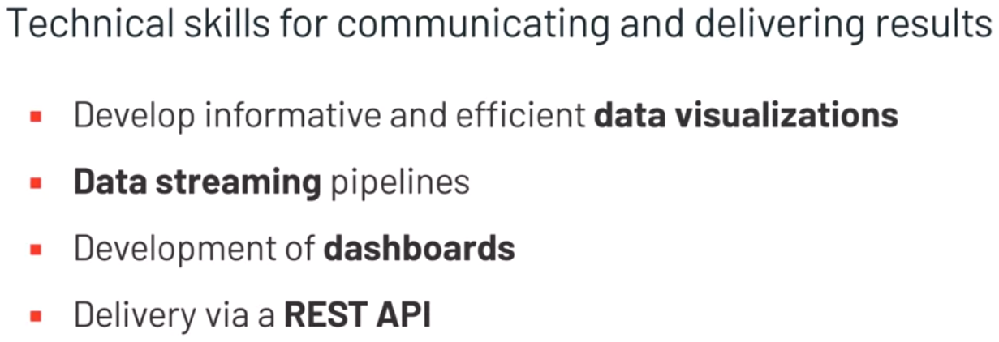 Technical skills for communicating and delivering results
Develop informative and efficient data visualizations
Data streaming pipelines
Development of dashboards
Delivery via a REST API